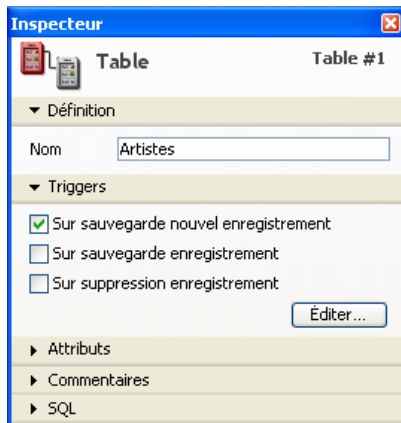 Inspecteur
Table Table #1
Définition
Nom Artistes
Triggers
Sur sauvegarde nouvel enregistrement
Sur sauvegarde enregistrement
Sur suppression enregistrement
Éditer...
Attributs
Commentaires
SQL